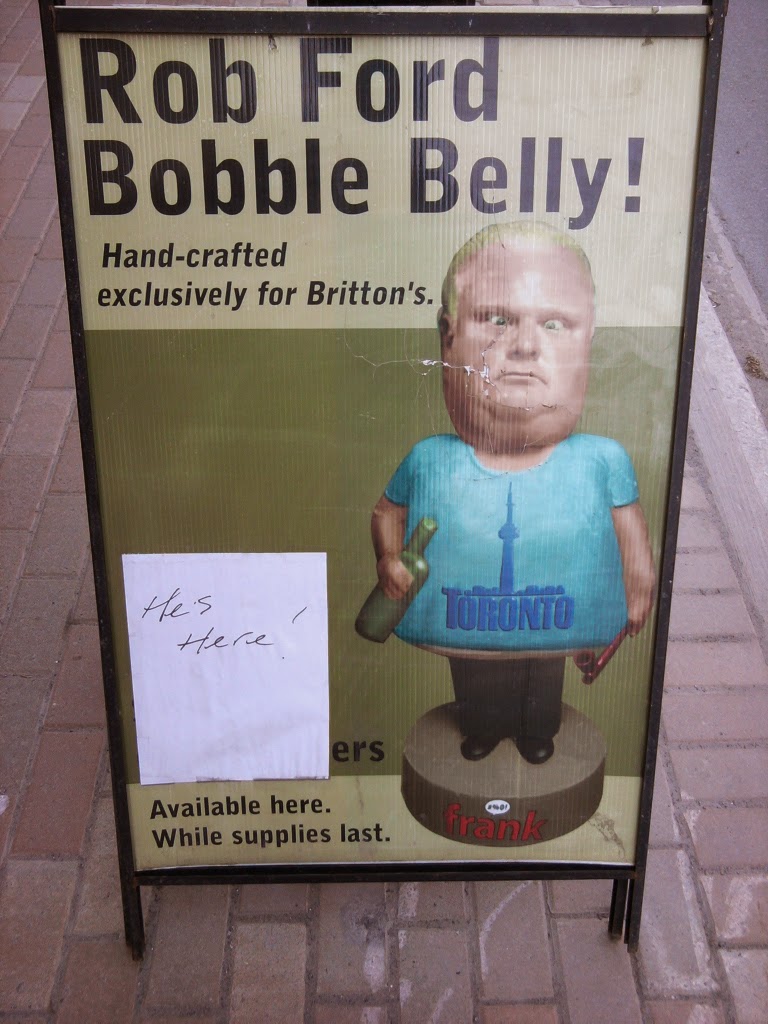 Rob Ford
Bobble Belly!
Hand-crafted
exclusively for Britton's.
TORONTO
He's
Here!
ers
Available here.
While supplies last.
frank